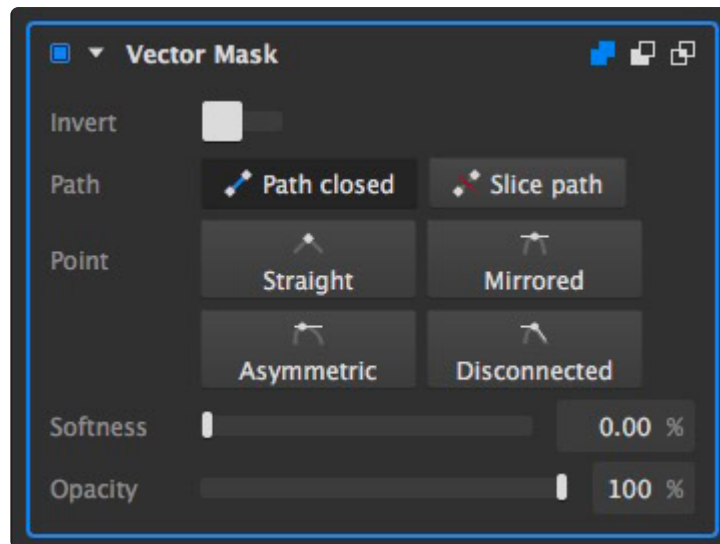 Vector Mask
Invert
Path Path closed Slice path
Point Straight Mirrored
Asymmetric Disconnected
Softness 0.00 %
Opacity 100 %